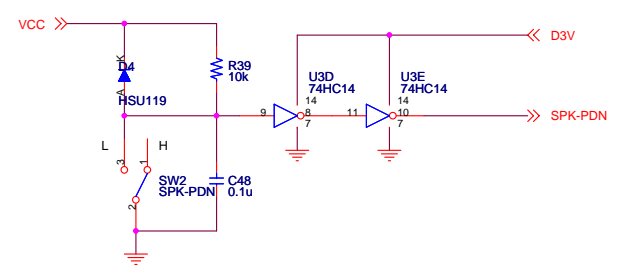 VCC
D3V
K
D4
A
HSU119
R39
10k
U3D
74HC14
14
9
8
7
U3E
74HC14
14
11
10
7
SPK-PDN
L
H
3
1
2
SW2
SPK-PDN
C48
0.1u